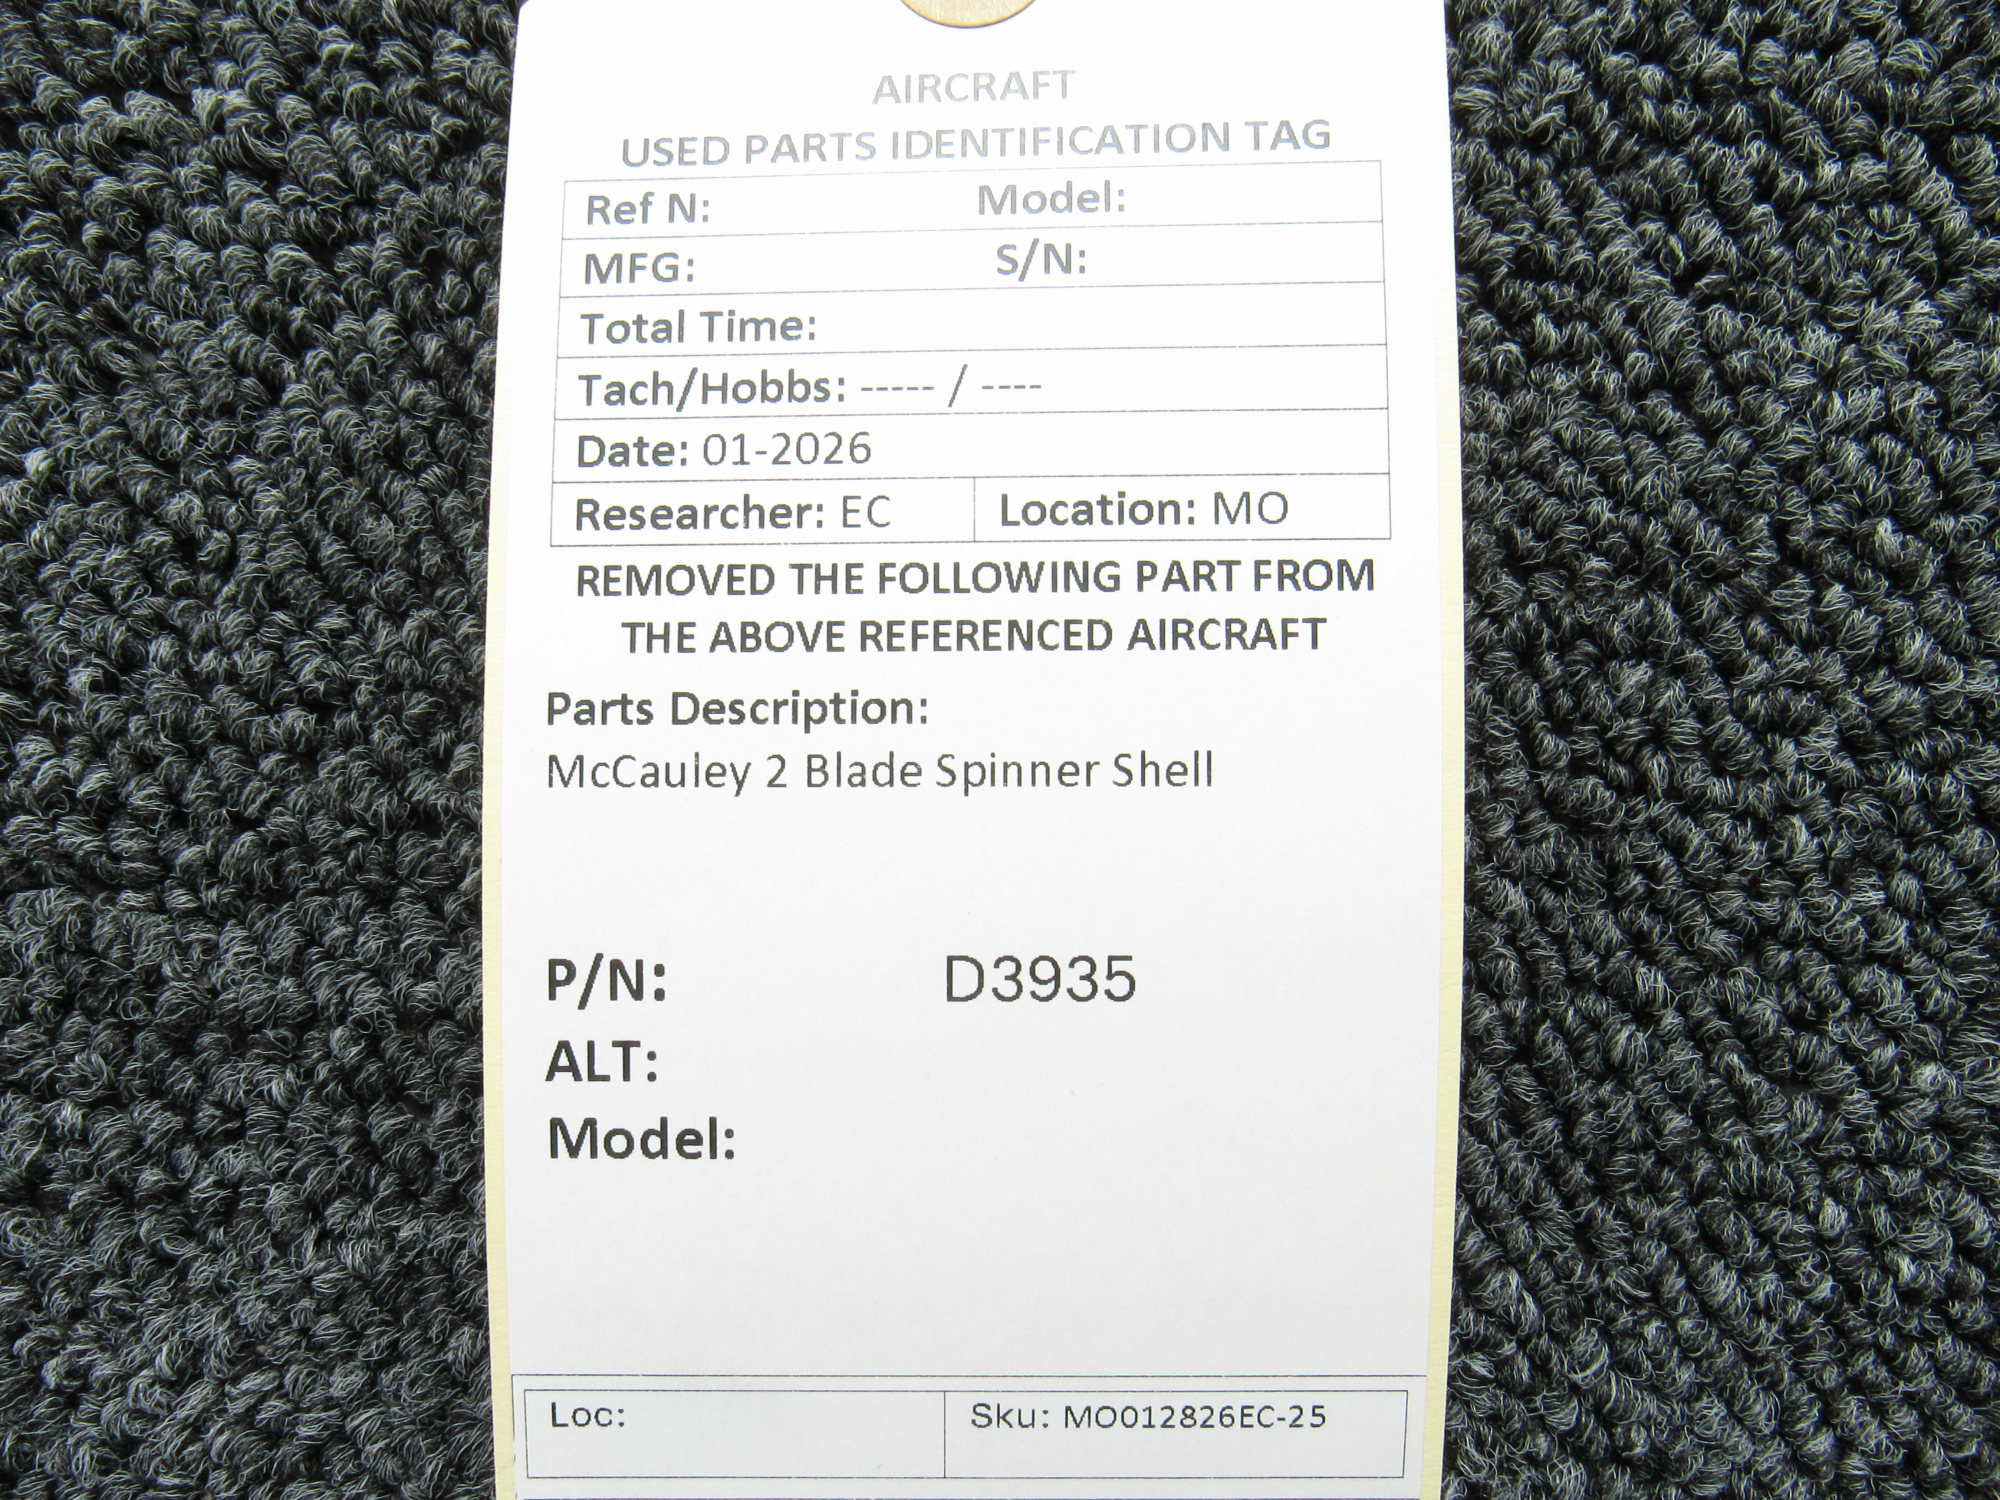 AIRCRAFT
USED PARTS IDENTIFICATION TAG
Ref N: Model:
MFG: S/N:
Total Time:
Tach/Hobbs: ----- / ----
Date: 01-2026
Researcher: EC Location: MO
REMOVED THE FOLLOWING PART FROM
THE ABOVE REFERENCED AIRCRAFT
Parts Description:
McCauley 2 Blade Spinner Shell
P/N: D3935
ALT:
Model:
Loc: Sku: MO012826EC-25